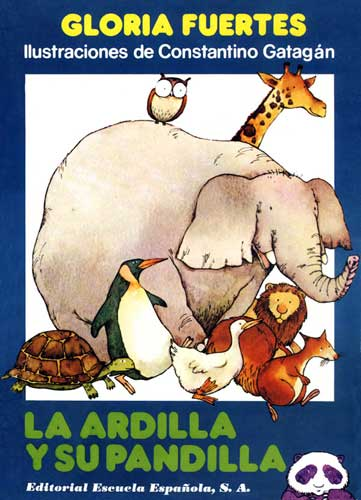 GLORIA FUERTES
Ilustraciones de Constantino Gatagán
LA ARDILLA
Y SU PANDILLA
Editorial Escuela Española, S. A.